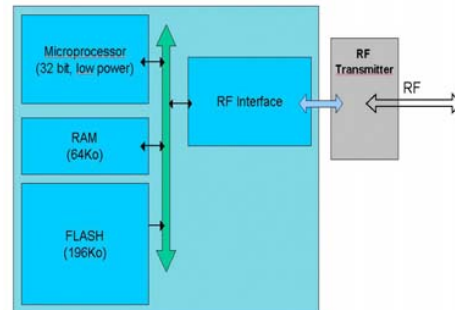 Microprocessor
(32 bit, low power)
RAM
(64Ko)
FLASH
(196Ko)
RF Interface
RF
Transmitter
RF